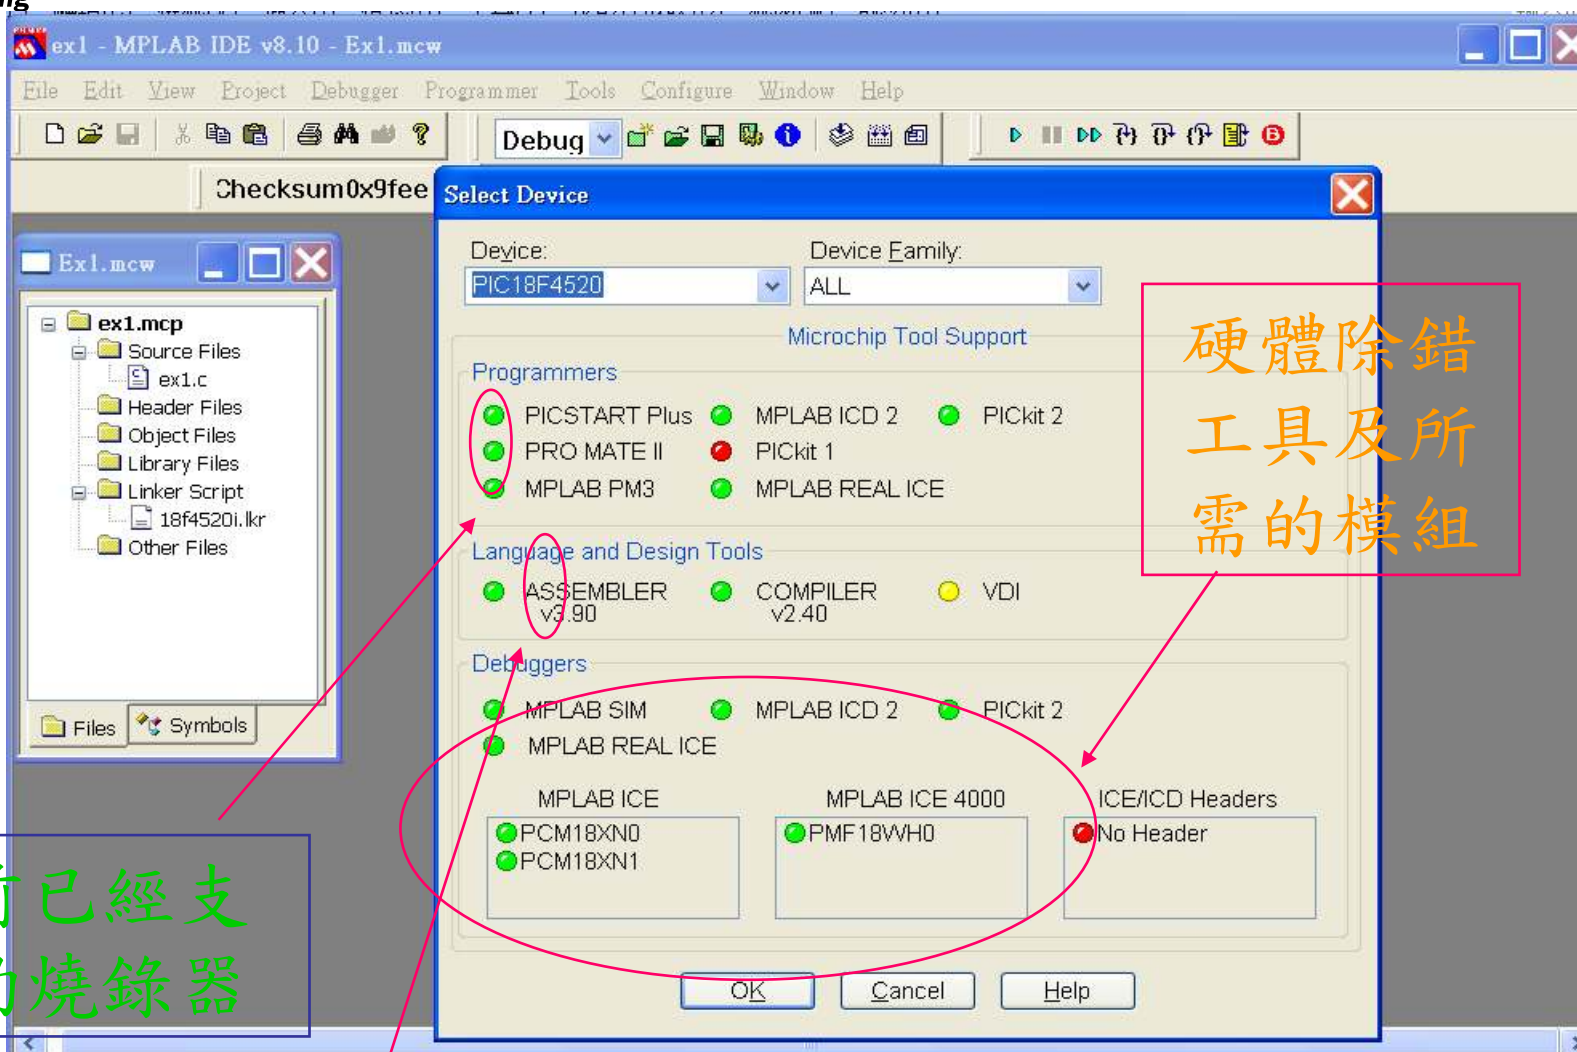 ng
ex1 - MPLAB IDE v8.10 - Ex1.mcw
File Edit View Project Debugger Programmer Tools Configure Window Help
Debug
Checksum 0x9fee
Ex1.mcw
ex1.mcp
Source Files
ex1.c
Header Files
Object Files
Library Files
Linker Script
18f4520i.lkr
Other Files
Files Symbols
Select Device
Device: Device Family:
PIC18F4520 ALL
Microchip Tool Support
Programmers
PICSTART Plus MPLAB ICD 2 PICkit 2
PRO MATE II PICkit 1
MPLAB PM3 MPLAB REAL ICE
Language and Design Tools
ASSEMBLER COMPILER VDI
v3.90 v2.40
Debuggers
MPLAB SIM MPLAB ICD 2 PICkit 2
MPLAB REAL ICE
MPLAB ICE MPLAB ICE 4000 ICE/ICD Headers
PCM18XN0 PMF18WH0 No Header
PCM18XN1
OK Cancel Help
硬體除錯
工具及所
需的模組
前已經支
的燒錄器